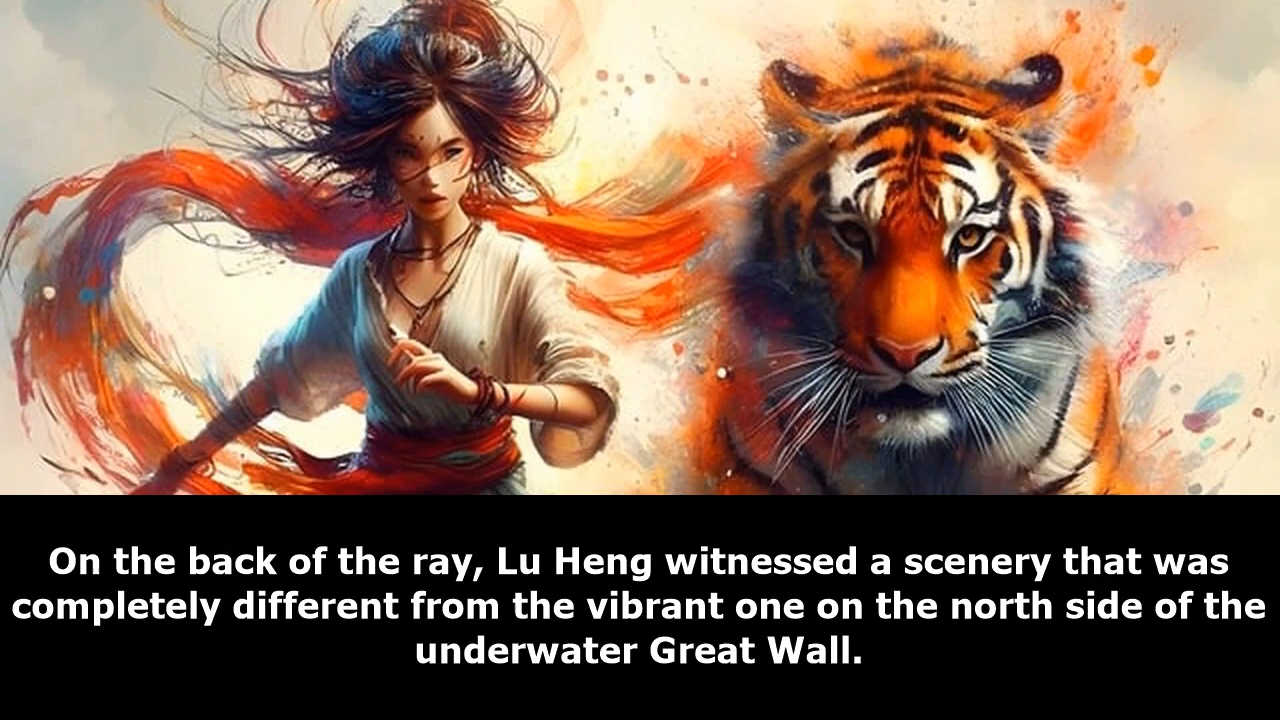 On the back of the ray, Lu Heng witnessed a scenery that was
completely different from the vibrant one on the north side of the
underwater Great Wall.